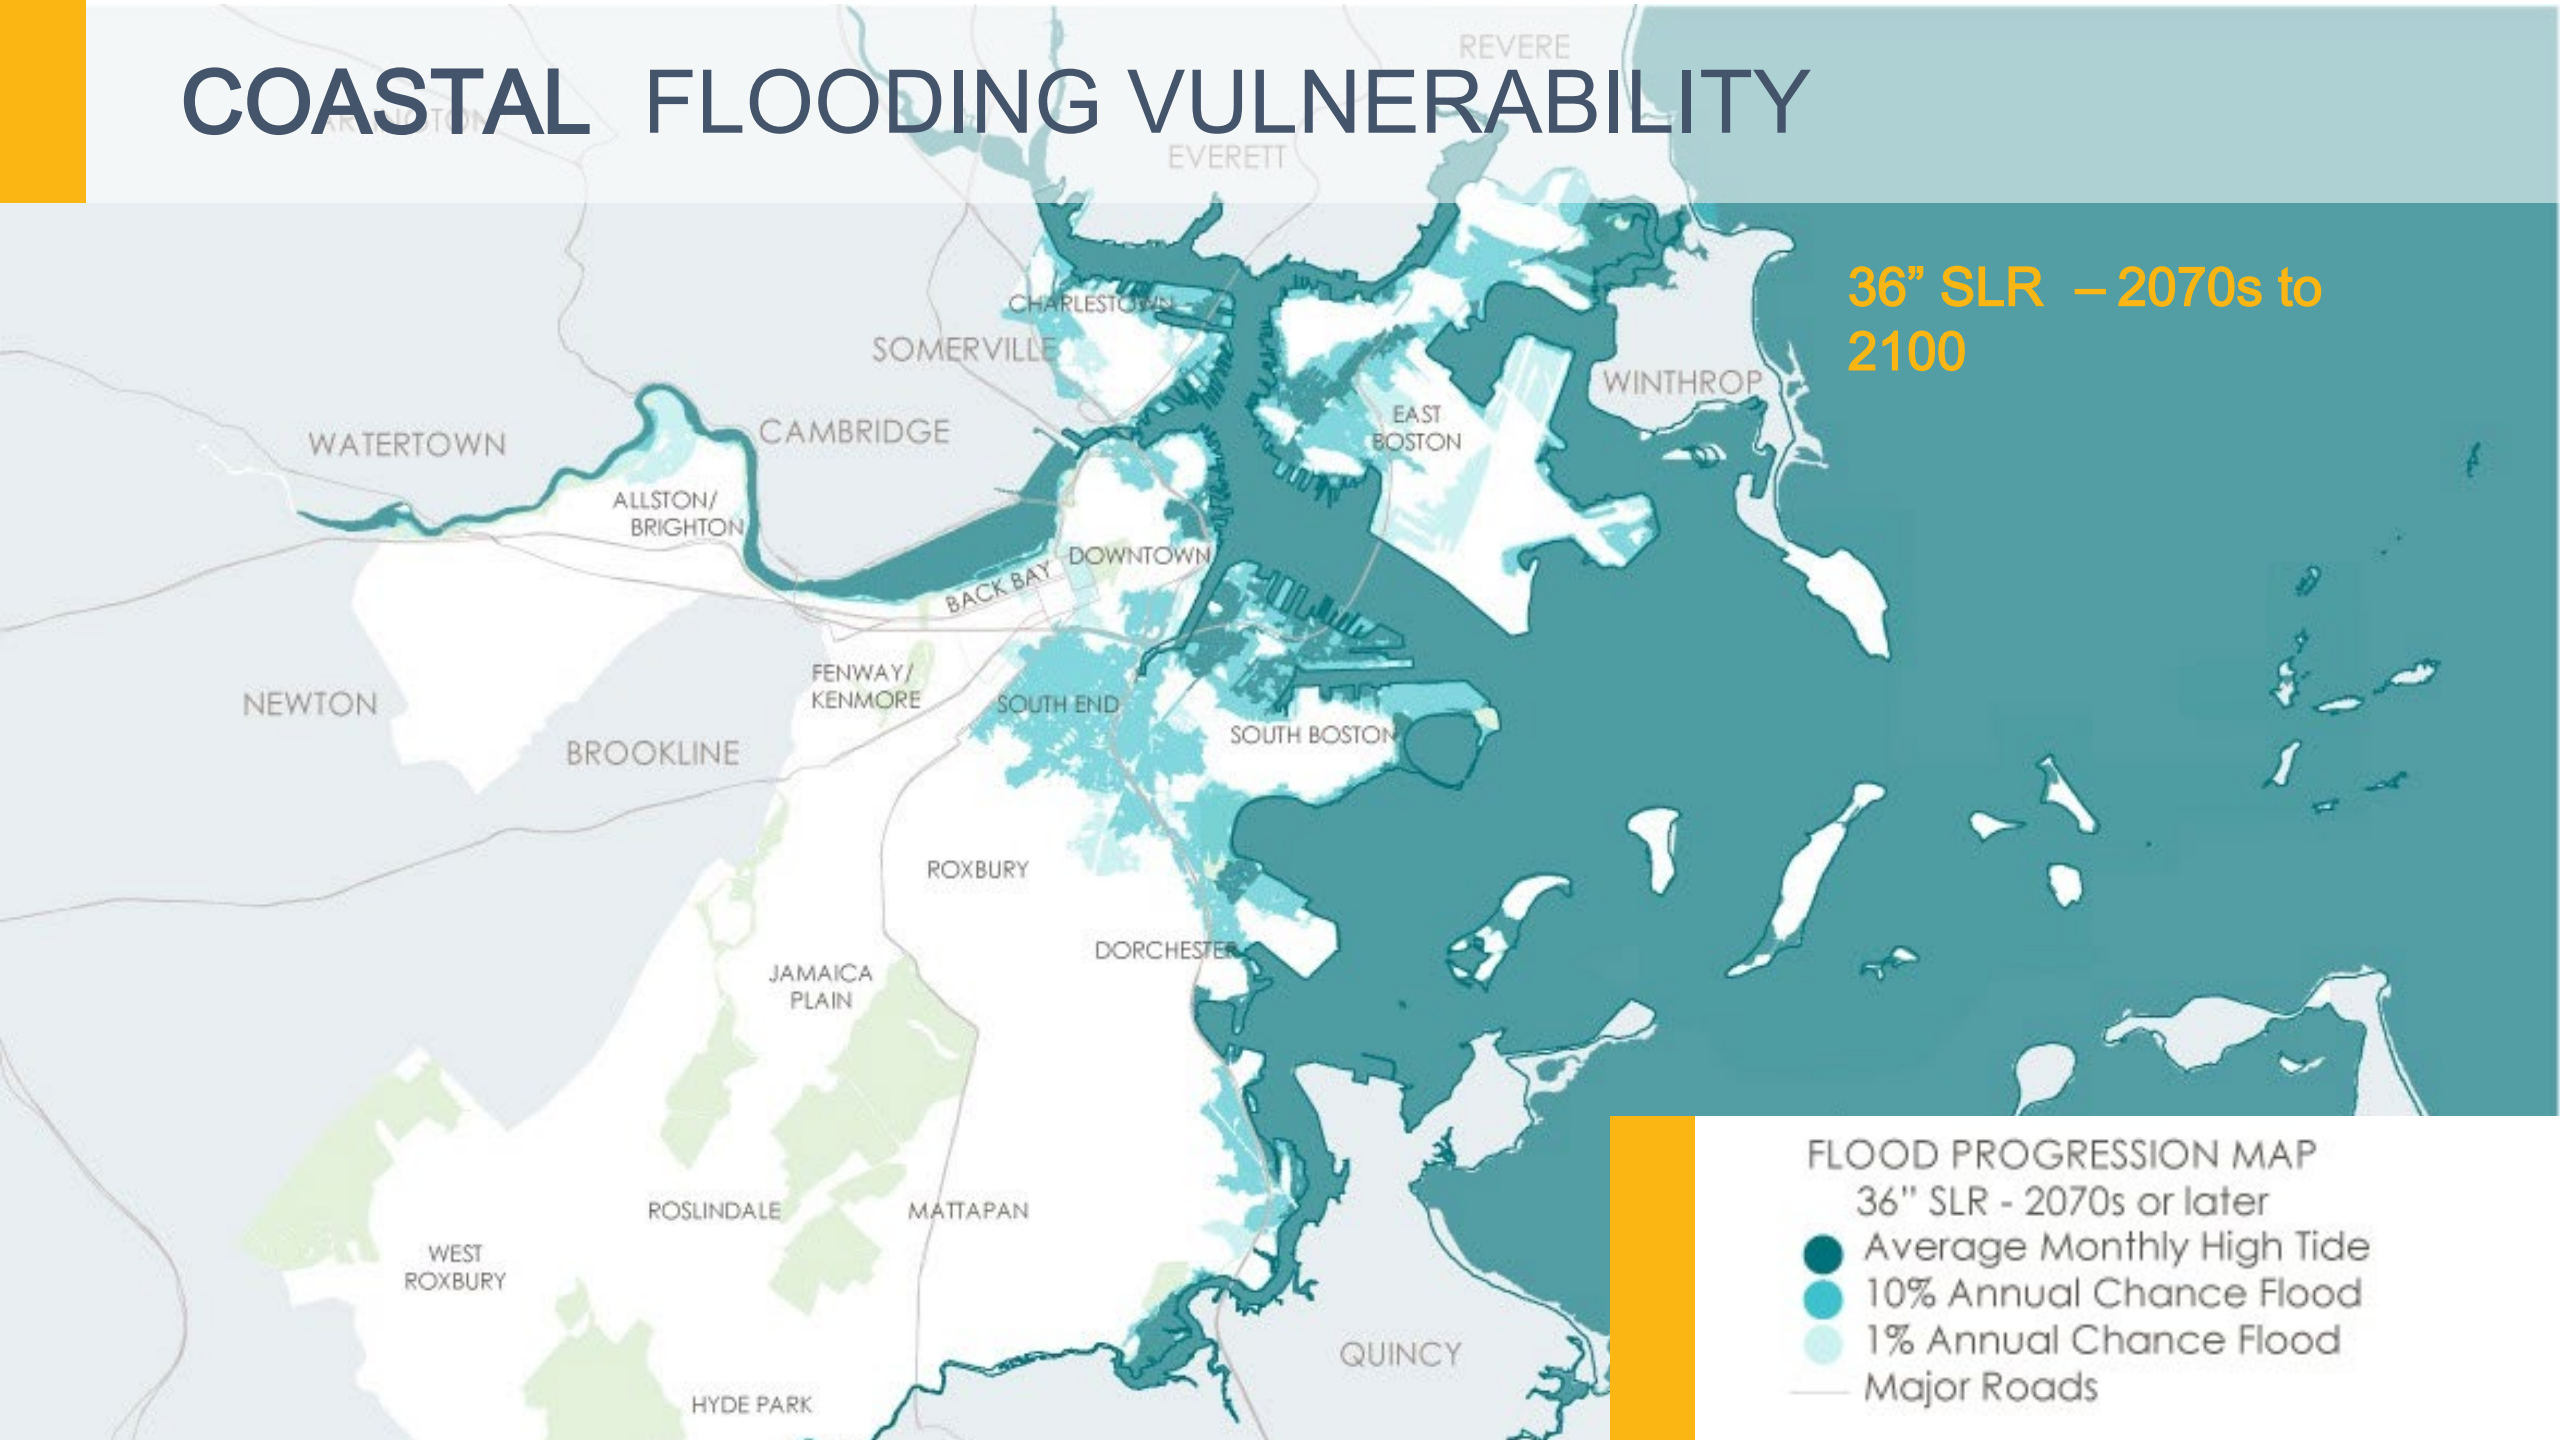 COASTAL FLOODING VULNERABILITY
REVERE
ARLINGTON
EVERETT
36” SLR – 2070s to
2100
CHARLESTOWN
SOMERVILLE
WINTHROP
EAST
BOSTON
CAMBRIDGE
WATERTOWN
ALLSTON/
BRIGHTON
DOWNTOWN
BACK BAY
FENWAY/
KENMORE
NEWTON
SOUTH END
SOUTH BOSTON
BROOKLINE
ROXBURY
DORCHESTER
JAMAICA
PLAIN
ROSLINDALE
MATTAPAN
WEST
ROXBURY
QUINCY
HYDE PARK
FLOOD PROGRESSION MAP
36" SLR - 2070s or later
Average Monthly High Tide
10% Annual Chance Flood
1% Annual Chance Flood
Major Roads